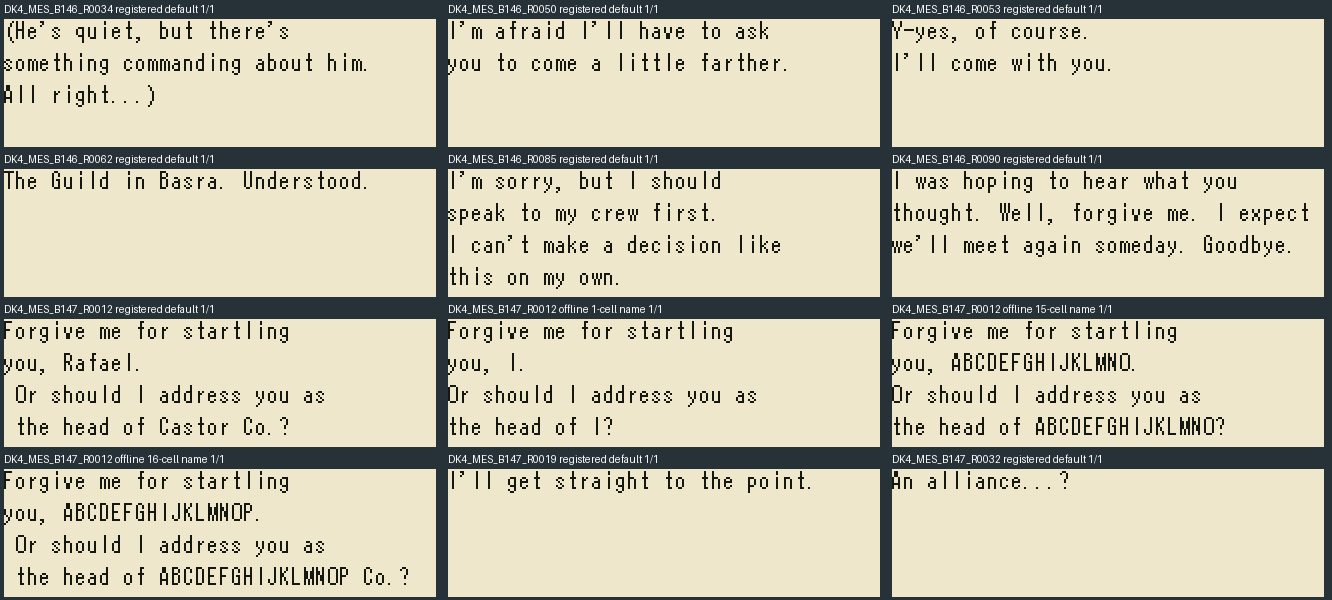 DK4_MES_B146_R0034 registered default 1/1
(He's quiet, but there's
something commanding about him.
All right...)
DK4_MES_B146_R0050 registered default 1/1
I'm afraid I'll have to ask
you to come a little farther.
DK4_MES_B146_R0053 registered default 1/1
Y-yes, of course.
I'll come with you.
DK4_MES_B146_R0062 registered default 1/1
The Guild in Basra. Understood.
DK4_MES_B146_R0085 registered default 1/1
I'm sorry, but I should
speak to my crew first.
I can't make a decision like
this on my own.
DK4_MES_B146_R0090 registered default 1/1
I was hoping to hear what you
thought. Well, forgive me. I expect
we'll meet again someday. Goodbye.
DK4_MES_B147_R0012 registered default 1/1
Forgive me for startling
you, Rafael.
Or should I address you as
the head of Castor Co.?
DK4_MES_B147_R0012 offline 1-cell name 1/1
Forgive me for startling
you, I.
Or should I address you as
the head of I?
DK4_MES_B147_R0012 offline 15-cell name 1/1
Forgive me for startling
you, ABCDEFGHIJKLMNO.
Or should I address you as
the head of ABCDEFGHIJKLMNO?
DK4_MES_B147_R0012 offline 16-cell name 1/1
Forgive me for startling
you, ABCDEFGHIJKLMNOP.
Or should I address you as
the head of ABCDEFGHIJKLMNOP Co.?
DK4_MES_B147_R0019 registered default 1/1
I'll get straight to the point.
DK4_MES_B147_R0032 registered default 1/1
An alliance...?